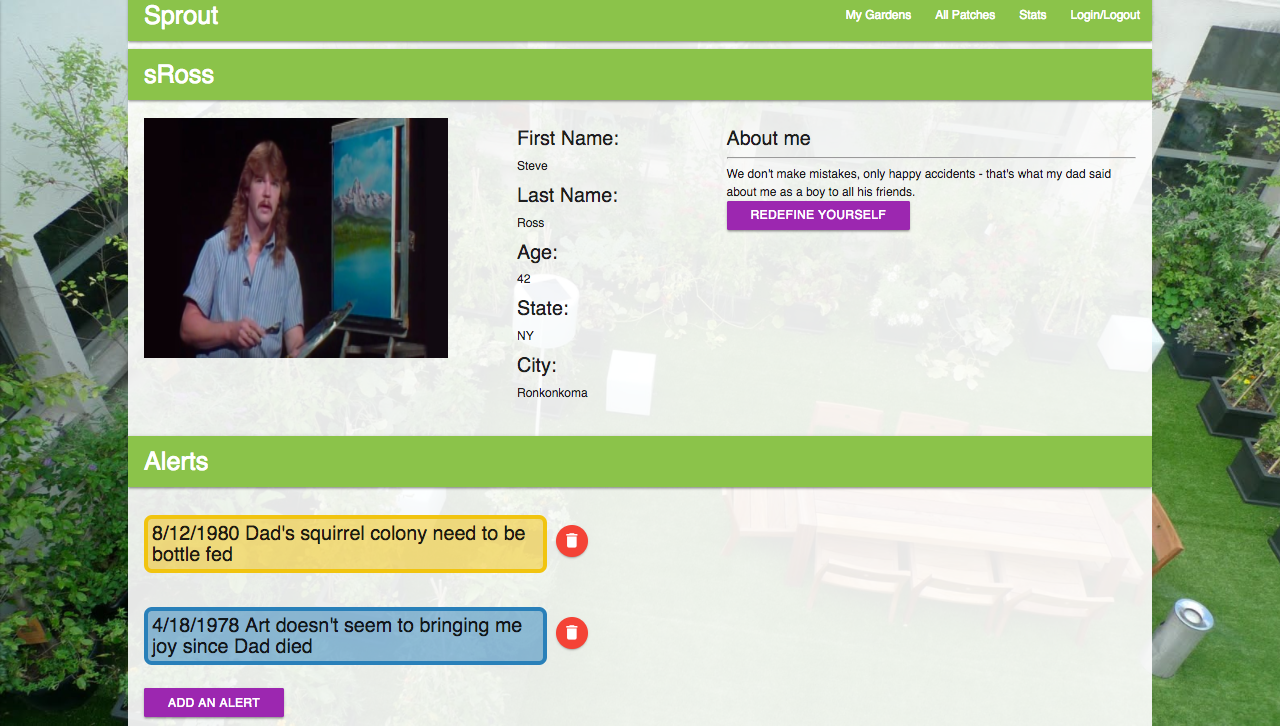 Sprout
My Gardens
All Patches
Stats
Login/Logout
sRoss
First Name:
Steve
Last Name:
Ross
Age:
42
State:
NY
City:
Ronkonkoma
About me
We don't make mistakes, only happy accidents - that's what my dad said
about me as a boy to all his friends.
REDEFINE YOURSELF
Alerts
8/12/1980 Dad's squirrel colony need to be
bottle fed
4/18/1978 Art doesn't seem to bringing me
joy since Dad died
ADD AN ALERT